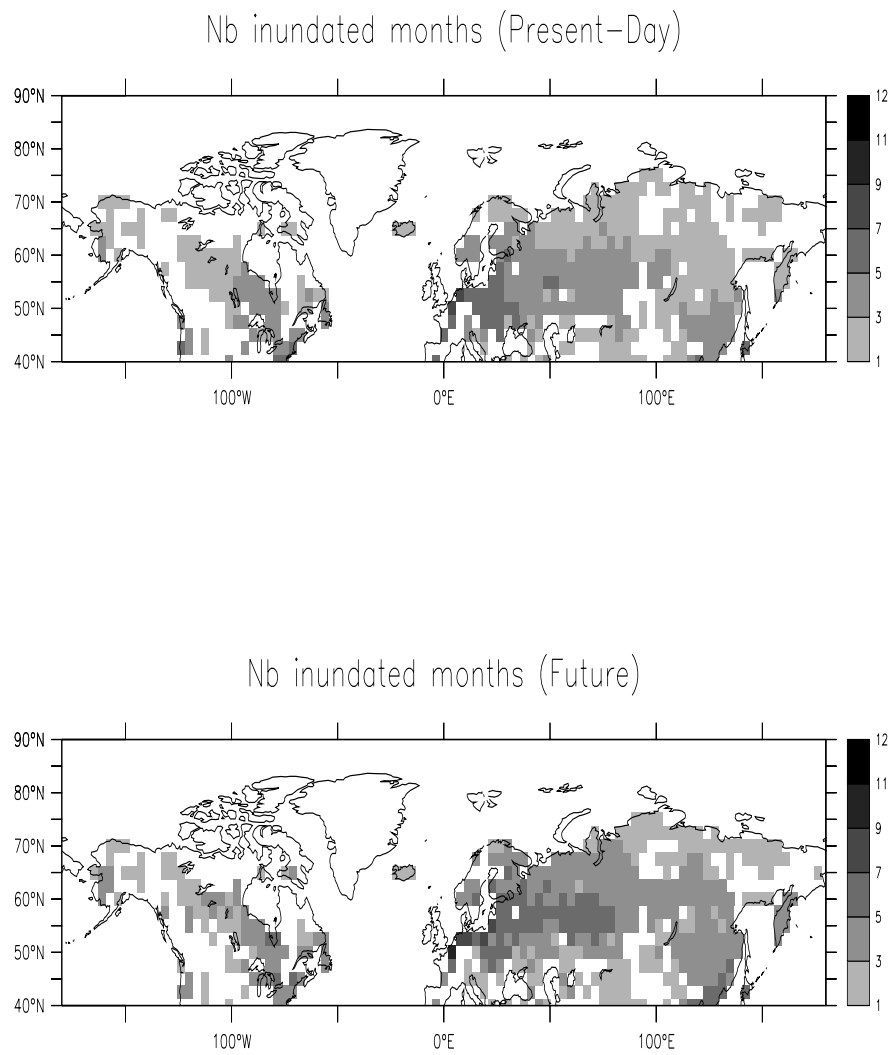 Nb inundated months (Present-Day)
90°N
80°N
70°N
60°N
50°N
40°N
100°W
0°E
100°E
12
11
9
7
5
3
1
Nb inundated months (Future)
90°N
80°N
70°N
60°N
50°N
40°N
100°W
0°E
100°E
12
11
9
7
5
3
1